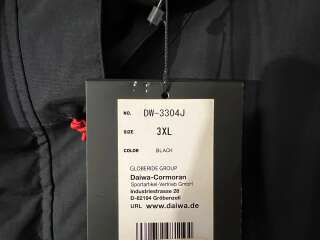 NO. DW-3304J
SIZE 3XL
COLOR BLACK
GLOBERIDE GROUP
Daiwa-Cormoran
Sportartikel-Vertrieb GmbH
Industriestrasse 28
D-82194 Gröbenzell
URL www.daiwa.de